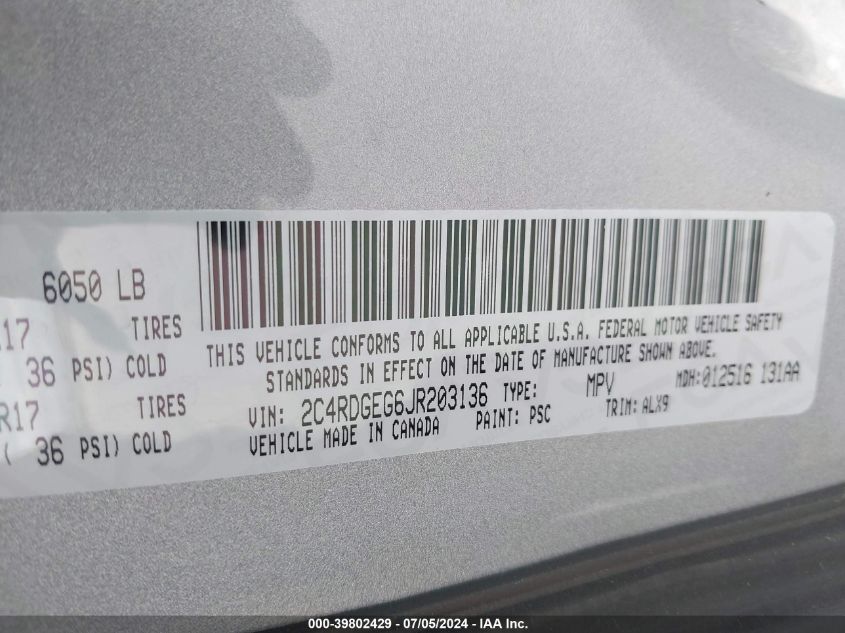 6050 LB
R17 TIRES
36 PSI) COLD
R17 TIRES
( 36 PSI) COLD
THIS VEHICLE CONFORMS TO ALL APPLICABLE U.S.A. FEDERAL MOTOR VEHICLE SAFETY
STANDARDS IN EFFECT ON THE DATE OF MANUFACTURE SHOWN ABOVE.
VIN: 2C4RDGEG6JR203136 TYPE: MPV MDH:012516 131AA
VEHICLE MADE IN CANADA PAINT: PSC TRIM: ALX9
000-39802429 - 07/05/2024 - IAA Inc.